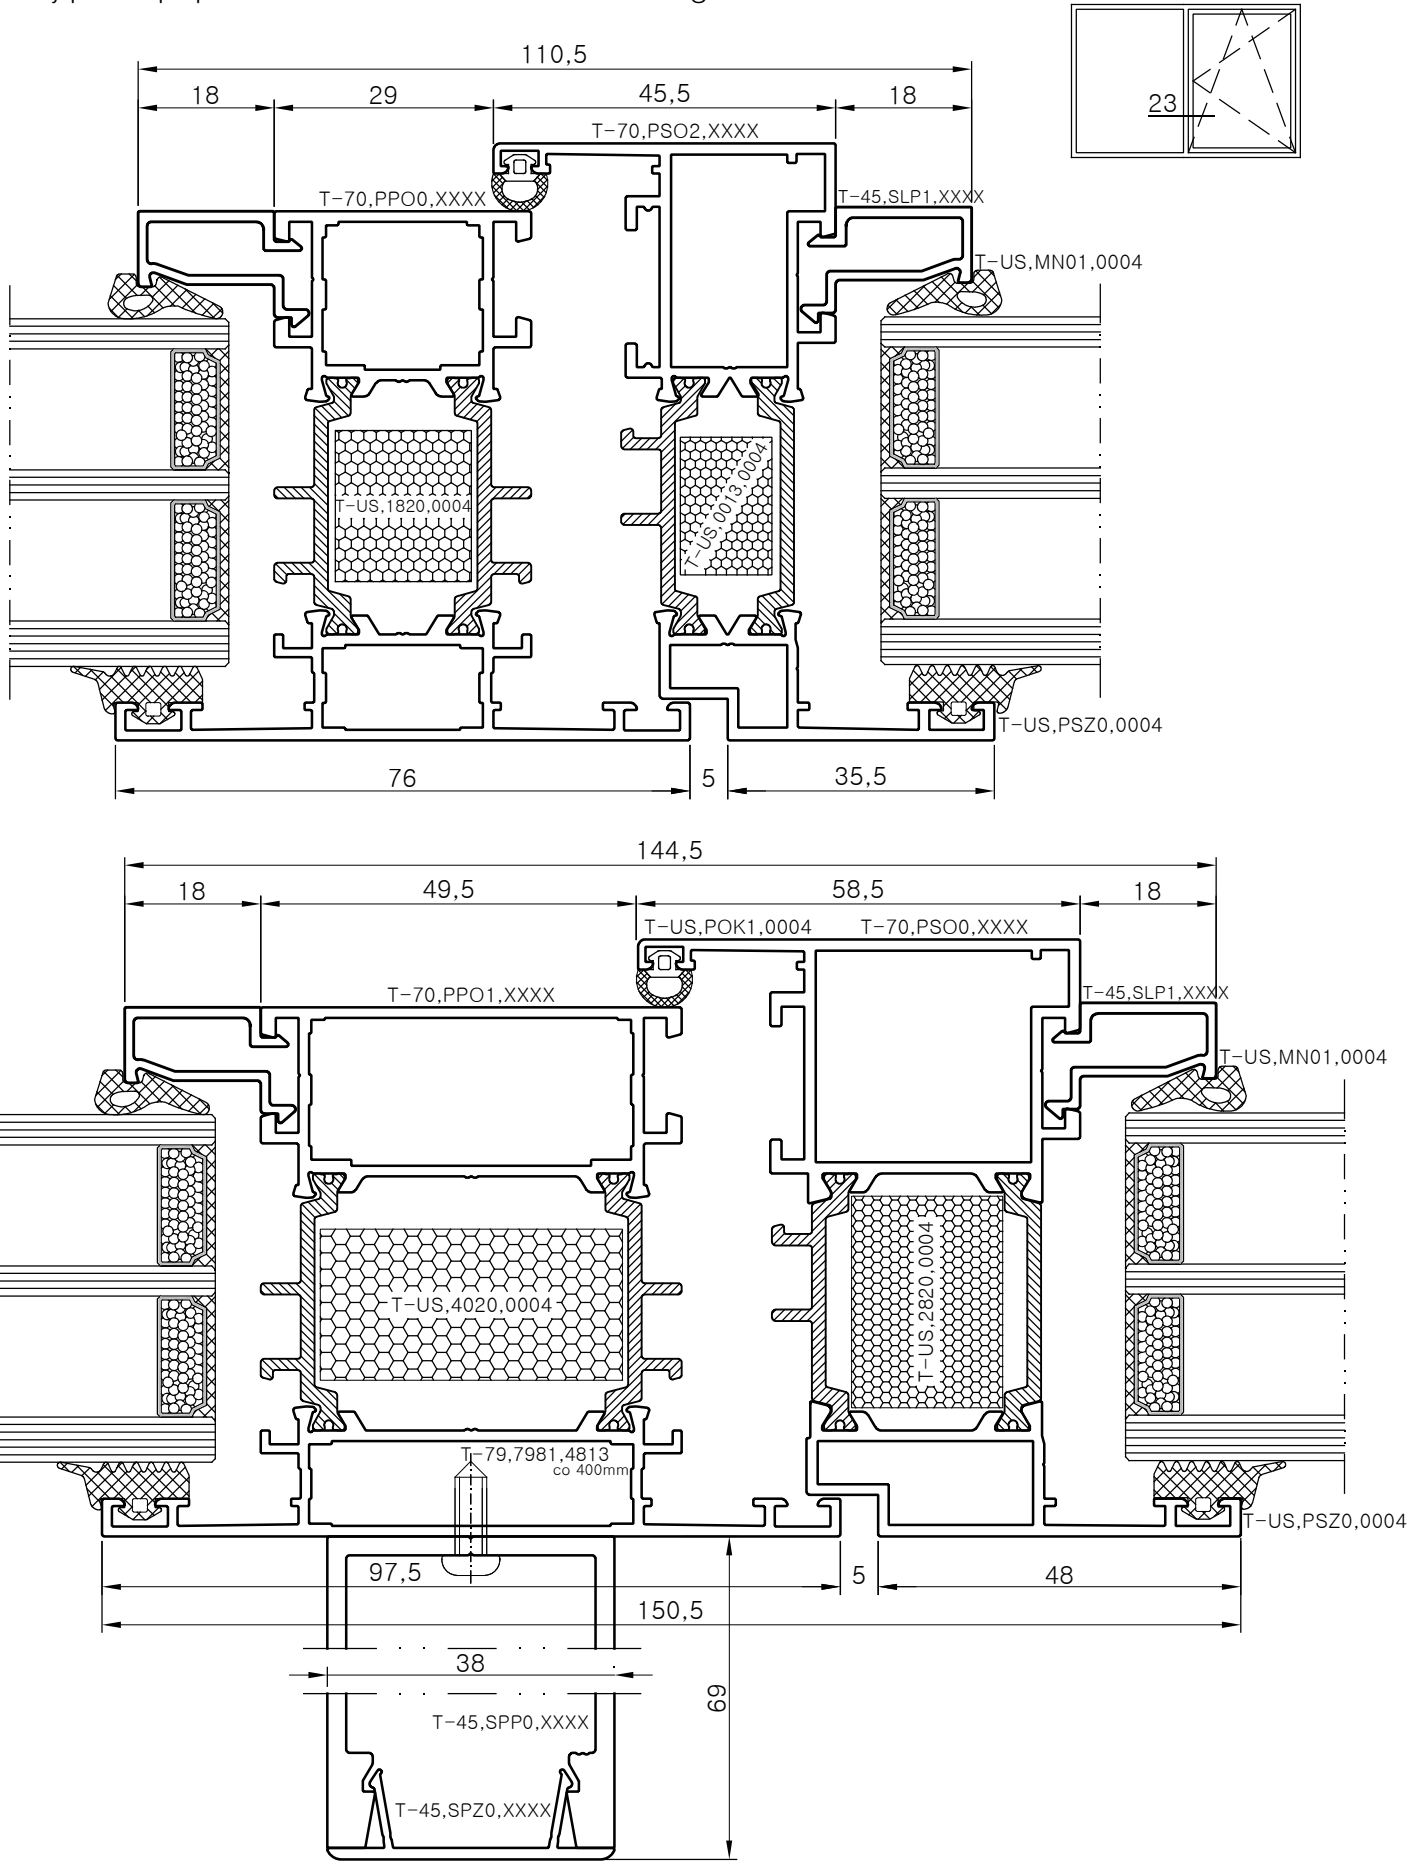 110,5
18
29
45,5
18
23
T-70,PSO2,XXXX
T-70,PPO0,XXXX
T-45,SLP1,XXXX
T-US,MN01,0004
T-US,1820,0004
T-US,0013,0004
T-US,PSZ0,0004
76
5
35,5
144,5
18
49,5
58,5
18
T-US,POK1,0004
T-70,PSO0,XXXX
T-70,PPO1,XXXX
T-45,SLP1,XXXX
T-US,MN01,0004
T-US,4020,0004
T-US,2820,0004
T-79,7981,4813
co 400mm
T-US,PSZ0,0004
97,5
5
48
150,5
38
69
T-45,SPP0,XXXX
T-45,SPZ0,XXXX